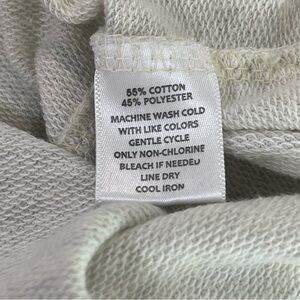 55% COTTON
45% POLYESTER
MACHINE WASH COLD
WITH LIKE COLORS
GENTLE CYCLE
ONLY NON-CHLORINE
BLEACH IF NEEDED
LINE DRY
COOL IRON